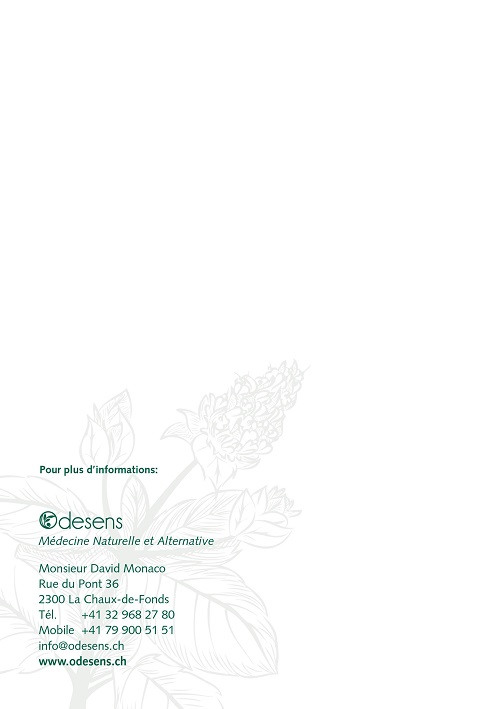 Pour plus d'informations:
Odesens
Médecine Naturelle et Alternative
Monsieur David Monaco
Rue du Pont 36
2300 La Chaux-de-Fonds
Tél. +41 32 968 27 80
Mobile +41 79 900 51 51
info@odesens.ch
www.odesens.ch